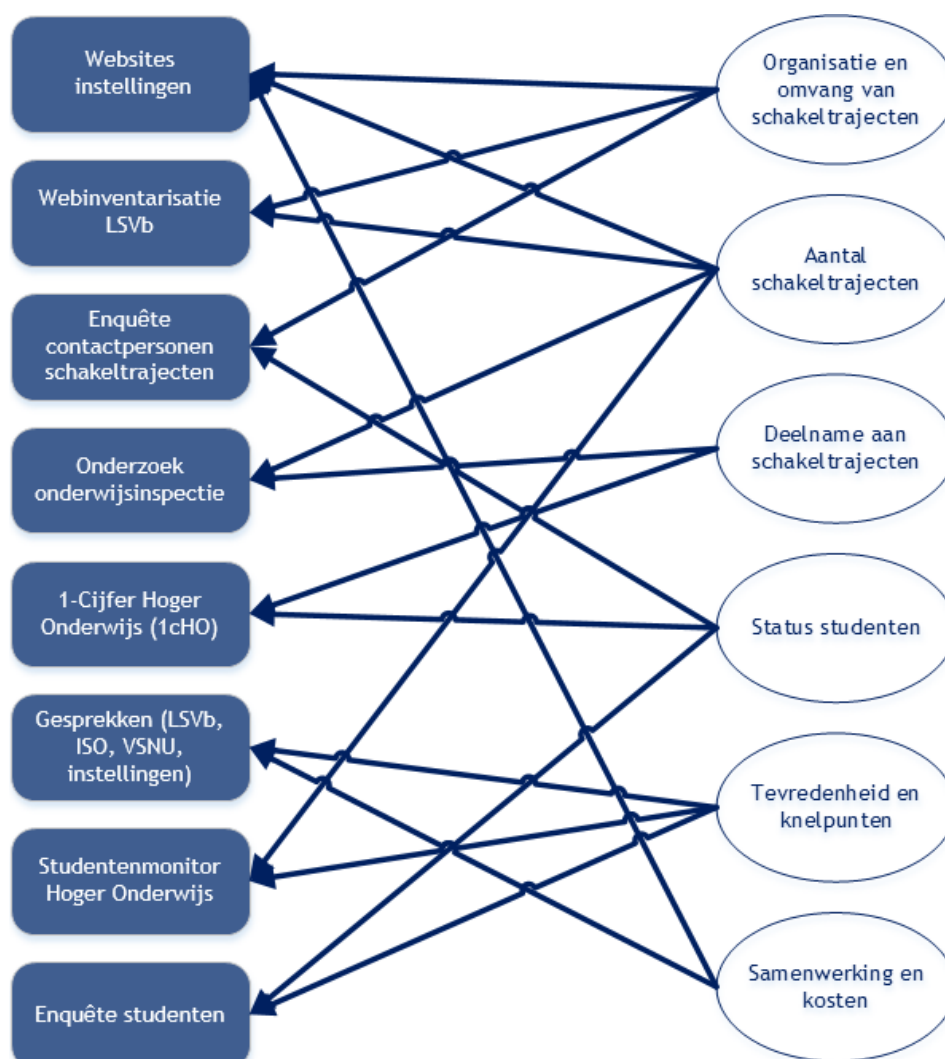 Websites
instellingen
Webinventarisatie
LSVb
Enquête
contactpersonen
schakeltrajecten
Onderzoek
onderwijsinspectie
1-Cijfer Hoger
Onderwijs (1cHO)
Gesprekken (LSVb,
ISO, VSNU,
instellingen)
Studentenmonitor
Hoger Onderwijs
Enquête studenten
Organisatie en
omvang van
schakeltrajecten
Aantal
schakeltrajecten
Deelname aan
schakeltrajecten
Status studenten
Tevredenheid en
knelpunten
Samenwerking en
kosten